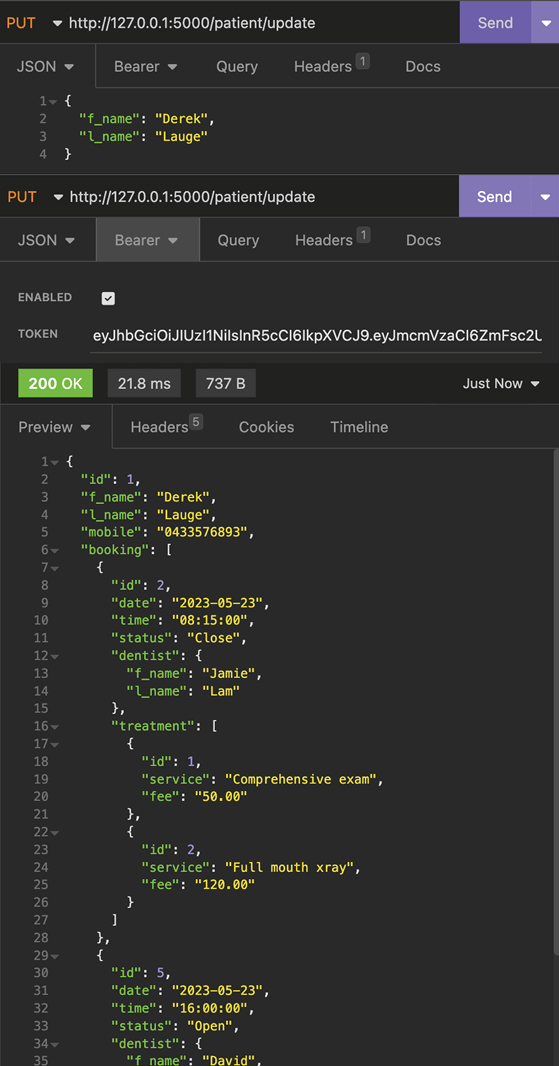 PUT http://127.0.0.1:5000/patient/update Send
JSON Bearer Query Headers 1 Docs
1 {
2 "f_name": "Derek",
3 "l_name": "Lauge"
4 }
PUT http://127.0.0.1:5000/patient/update Send
JSON Bearer Query Headers 1 Docs
ENABLED
TOKEN eyJhbGciOiJIUzI1NiIsInR5cCI6IkpXVCJ9.eyJmcmVzaCI6ZmFsc2U
200 OK 21.8 ms 737 B Just Now
Preview Headers 5 Cookies Timeline
1 {
2 "id": 1,
3 "f_name": "Derek",
4 "l_name": "Lauge",
5 "mobile": "0433576893",
6 "booking": [
7 {
8 "id": 2,
9 "date": "2023-05-23",
10 "time": "08:15:00",
11 "status": "Close",
12 "dentist": {
13 "f_name": "Jamie",
14 "l_name": "Lam"
15 },
16 "treatment": [
17 {
18 "id": 1,
19 "service": "Comprehensive exam",
20 "fee": "50.00"
21 },
22 {
23 "id": 2,
24 "service": "Full mouth xray",
25 "fee": "120.00"
26 }
27 ]
28 },
29 {
30 "id": 5,
31 "date": "2023-05-23",
32 "time": "16:00:00",
33 "status": "Open",
34 "dentist": {
35 "f_name": "David",